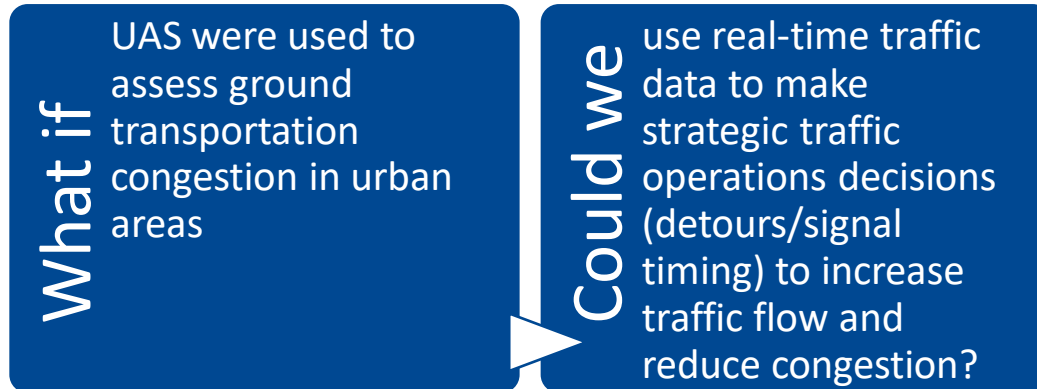 What if
UAS were used to
assess ground
transportation
congestion in urban
areas
Could we
use real-time traffic
data to make
strategic traffic
operations decisions
(detours/signal
timing) to increase
traffic flow and
reduce congestion?